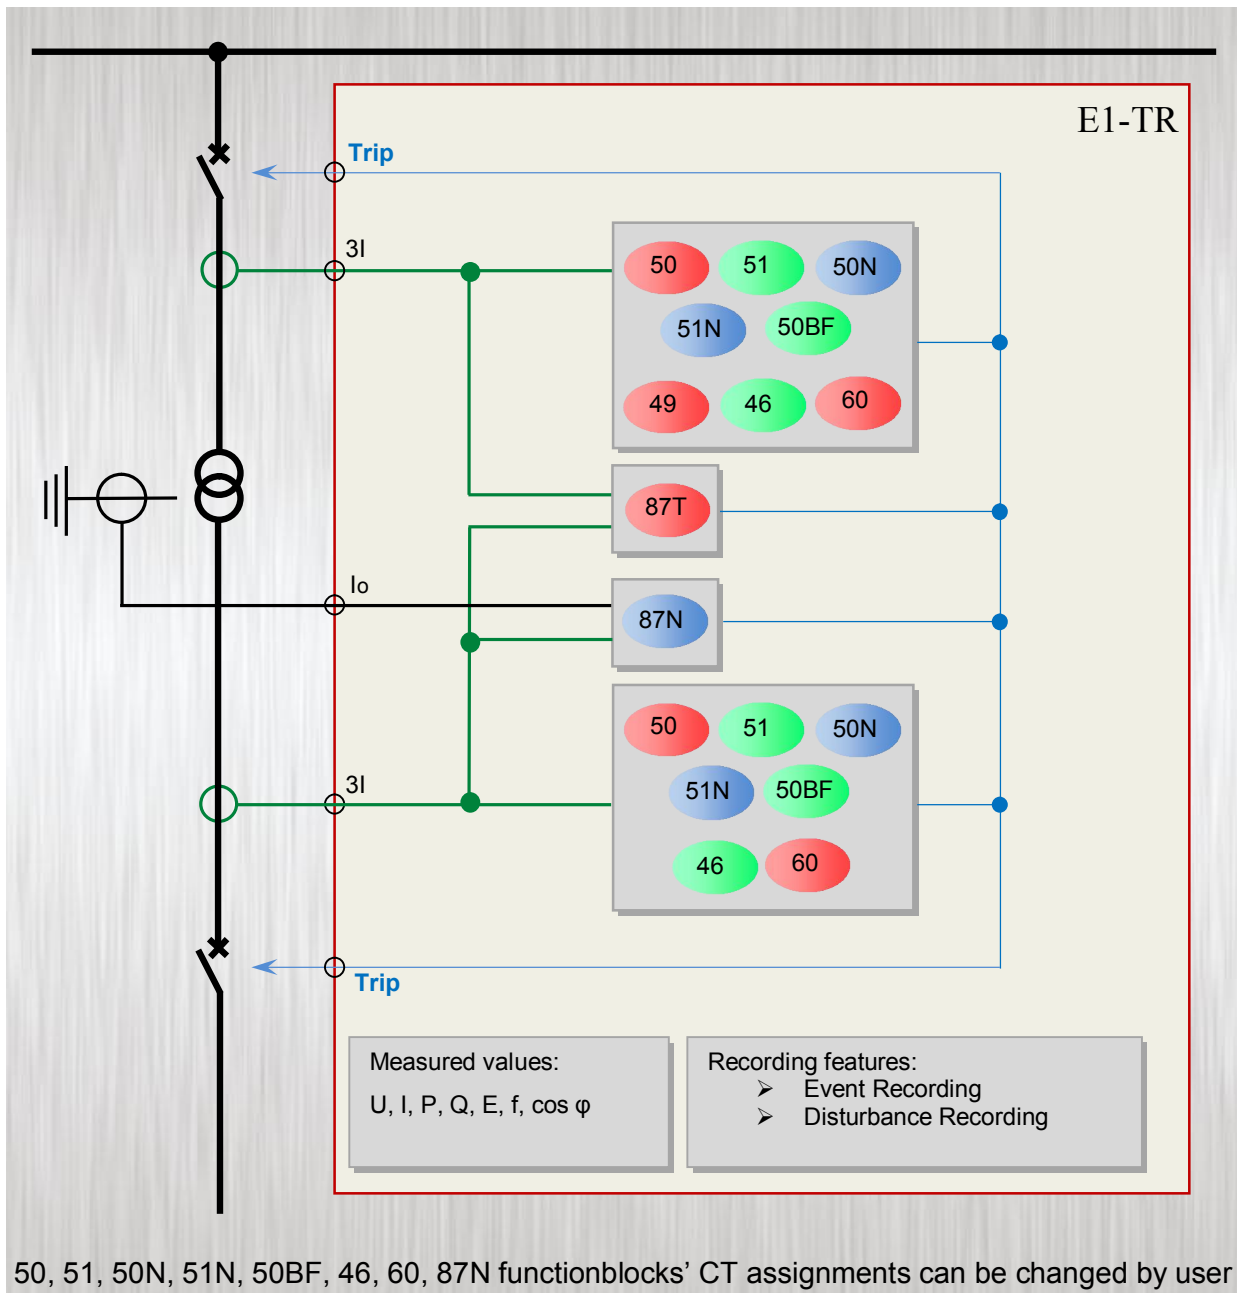 E1-TR
Trip
3I
50 51 50N
51N 50BF
49 46 60
87T
Io
87N
50 51 50N
3I
51N 50BF
46 60
Trip
Measured values:
U, I, P, Q, E, f, cos φ
Recording features:
➢ Event Recording
➢ Disturbance Recording
50, 51, 50N, 51N, 50BF, 46, 60, 87N functionblocks’ CT assignments can be changed by user